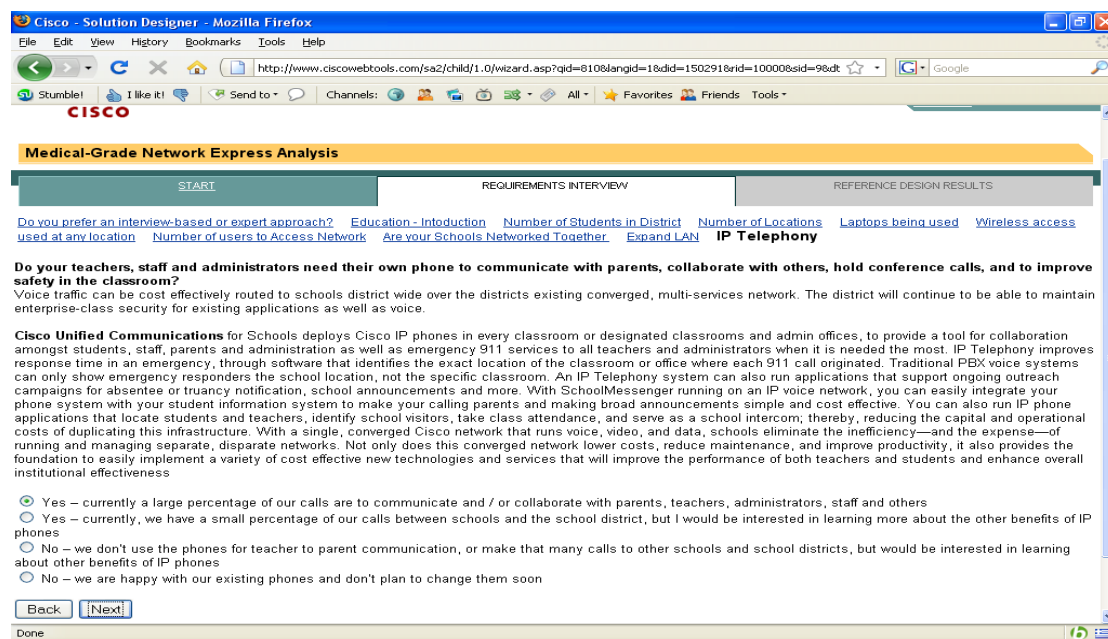 Cisco - Solution Designer - Mozilla Firefox
File Edit View History Bookmarks Tools Help
http://www.ciscowebtools.com/sa2/child/1.0/wizard.asp?qid=810&langid=1&did=150291&rid=10000&sid=9&dt
G Google
Stumble! I like it! Send to Channels: All Favorites Friends Tools
CISCO
Medical-Grade Network Express Analysis
START REQUIREMENTS INTERVIEW REFERENCE DESIGN RESULTS
Do you prefer an interview-based or expert approach? Education - Intoduction Number of Students in District Number of Locations Laptops being used Wireless access
used at any location Number of users to Access Network Are your Schools Networked Together Expand LAN IP Telephony
Do your teachers, staff and administrators need their own phone to communicate with parents, collaborate with others, hold conference calls, and to improve
safety in the classroom?
Voice traffic can be cost effectively routed to schools district wide over the districts existing converged, multi-services network. The district will continue to be able to maintain
enterprise-class security for existing applications as well as voice.
Cisco Unified Communications for Schools deploys Cisco IP phones in every classroom or designated classrooms and admin offices, to provide a tool for collaboration
amongst students, staff, parents and administration as well as emergency 911 services to all teachers and administrators when it is needed the most. IP Telephony improves
response time in an emergency, through software that identifies the exact location of the classroom or office where each 911 call originated. Traditional PBX voice systems
can only show emergency responders the school location, not the specific classroom. An IP Telephony system can also run applications that support ongoing outreach
campaigns for absentee or truancy notification, school announcements and more. With SchoolMessenger running on an IP voice network, you can easily integrate your
phone system with your student information system to make your calling parents and making broad announcements simple and cost effective. You can also run IP phone
applications that locate students and teachers, identify school visitors, take class attendance, and serve as a school intercom; thereby, reducing the capital and operational
costs of duplicating this infrastructure. With a single, converged Cisco network that runs voice, video, and data, schools eliminate the inefficiency—and the expense—of
running and managing separate, disparate networks. Not only does this converged network lower costs, reduce maintenance, and improve productivity, it also provides the
foundation to easily implement a variety of cost effective new technologies and services that will improve the performance of both teachers and students and enhance overall
institutional effectiveness
Yes – currently a large percentage of our calls are to communicate and / or collaborate with parents, teachers, administrators, staff and others
Yes – currently, we have a small percentage of our calls between schools and the school district, but I would be interested in learning more about the other benefits of IP
phones
No – we don't use the phones for teacher to parent communication, or make that many calls to other schools and school districts, but would be interested in learning
about other benefits of IP phones
No – we are happy with our existing phones and don't plan to change them soon
Back Next
Done